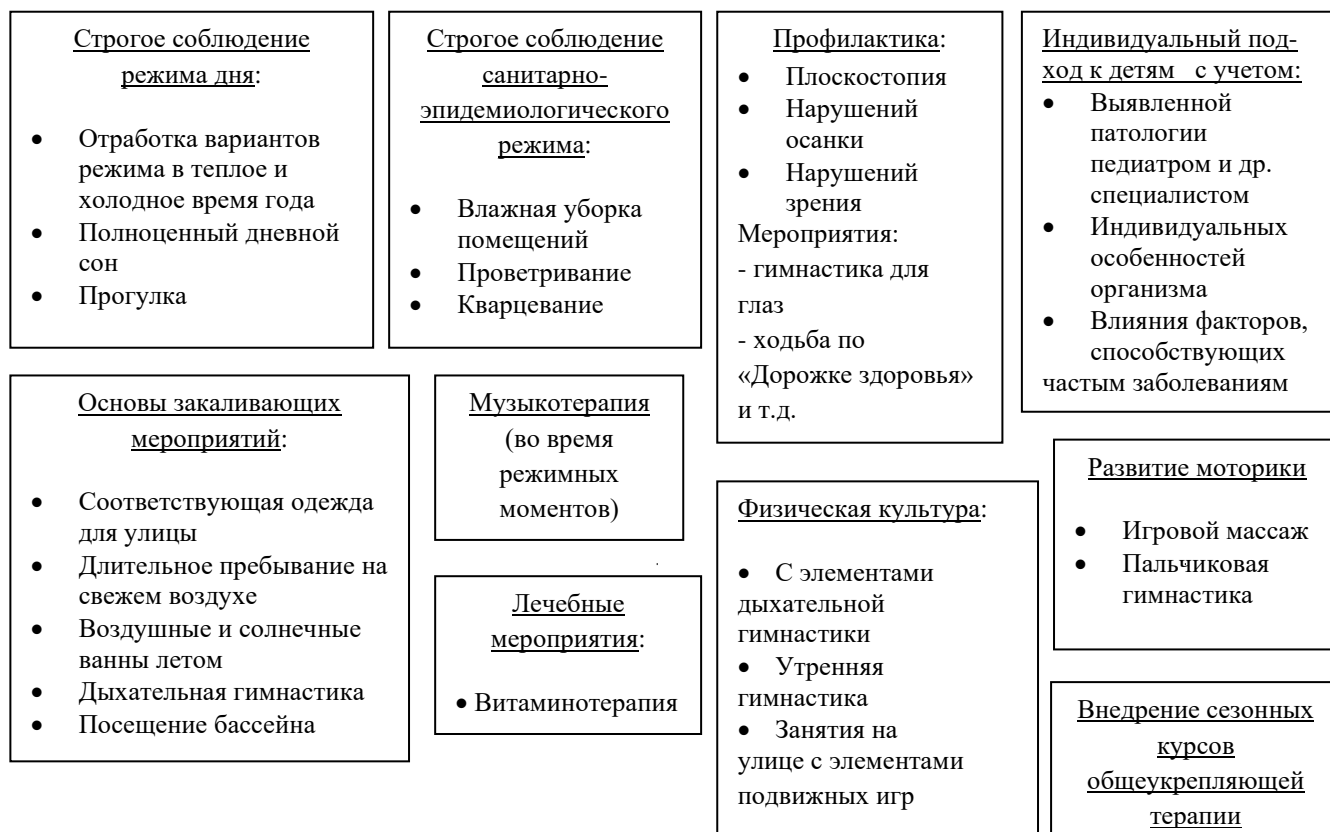 Строгое соблюдение
режима дня:
• Отработка вариантов
режима в теплое и
холодное время года
• Полноценный дневной
сон
• Прогулка
Строгое соблюдение
санитарно-
эпидемиологического
режима:
• Влажная уборка
помещений
• Проветривание
• Кварцевание
Профилактика:
• Плоскостопия
• Нарушений
осанки
• Нарушений
зрения
Мероприятия:
- гимнастика для
глаз
- ходьба по
«Дорожке здоровья»
и т.д.
Индивидуальный под-
ход к детям с учетом:
• Выявленной
патологии
педиатром и др.
специалистом
• Индивидуальных
особенностей
организма
• Влияния факторов,
способствующих
частым заболеваниям
Основы закаливающих
мероприятий:
• Соответствующая одежда
для улицы
• Длительное пребывание на
свежем воздухе
• Воздушные и солнечные
ванны летом
• Дыхательная гимнастика
• Посещение бассейна
Музыкотерапия
(во время
режимных
моментов)
Лечебные
мероприятия:
• Витаминотерапия
Физическая культура:
• С элементами
дыхательной
гимнастики
• Утренняя
гимнастика
• Занятия на
улице с элементами
подвижных игр
Развитие моторики
• Игровой массаж
• Пальчиковая
гимнастика
Внедрение сезонных
курсов
общеукрепляющей
терапии